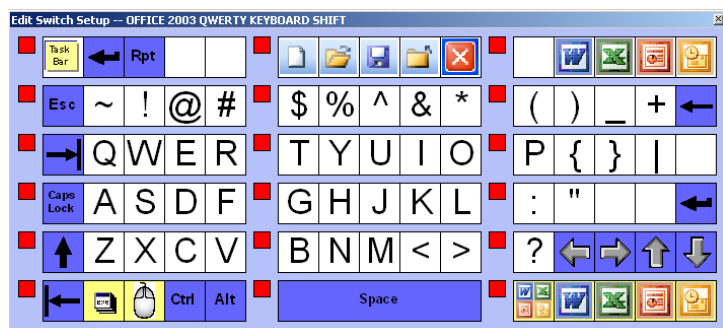 Edit Switch Setup -- OFFICE 2003 QWERTY KEYBOARD SHIFT
Task Bar Rpt W X
Esc ~ ! @ # $ % ^ & * ( ) _ +
Q W E R T Y U I O P { } |
Caps Lock A S D F G H J K L : "
Z X C V B N M < > ?
Ctrl Alt Space W X W X